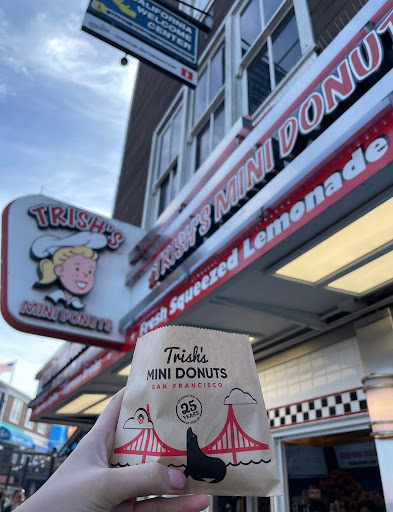 CALIFORNIA
WELCOME
CENTER
TRISH'S MINI DONUTS
Fresh Squeezed Lemonade
TRISH'S
MINI DONUTS
Trish's
MINI DONUTS
SAN FRANCISCO
25
YEARS